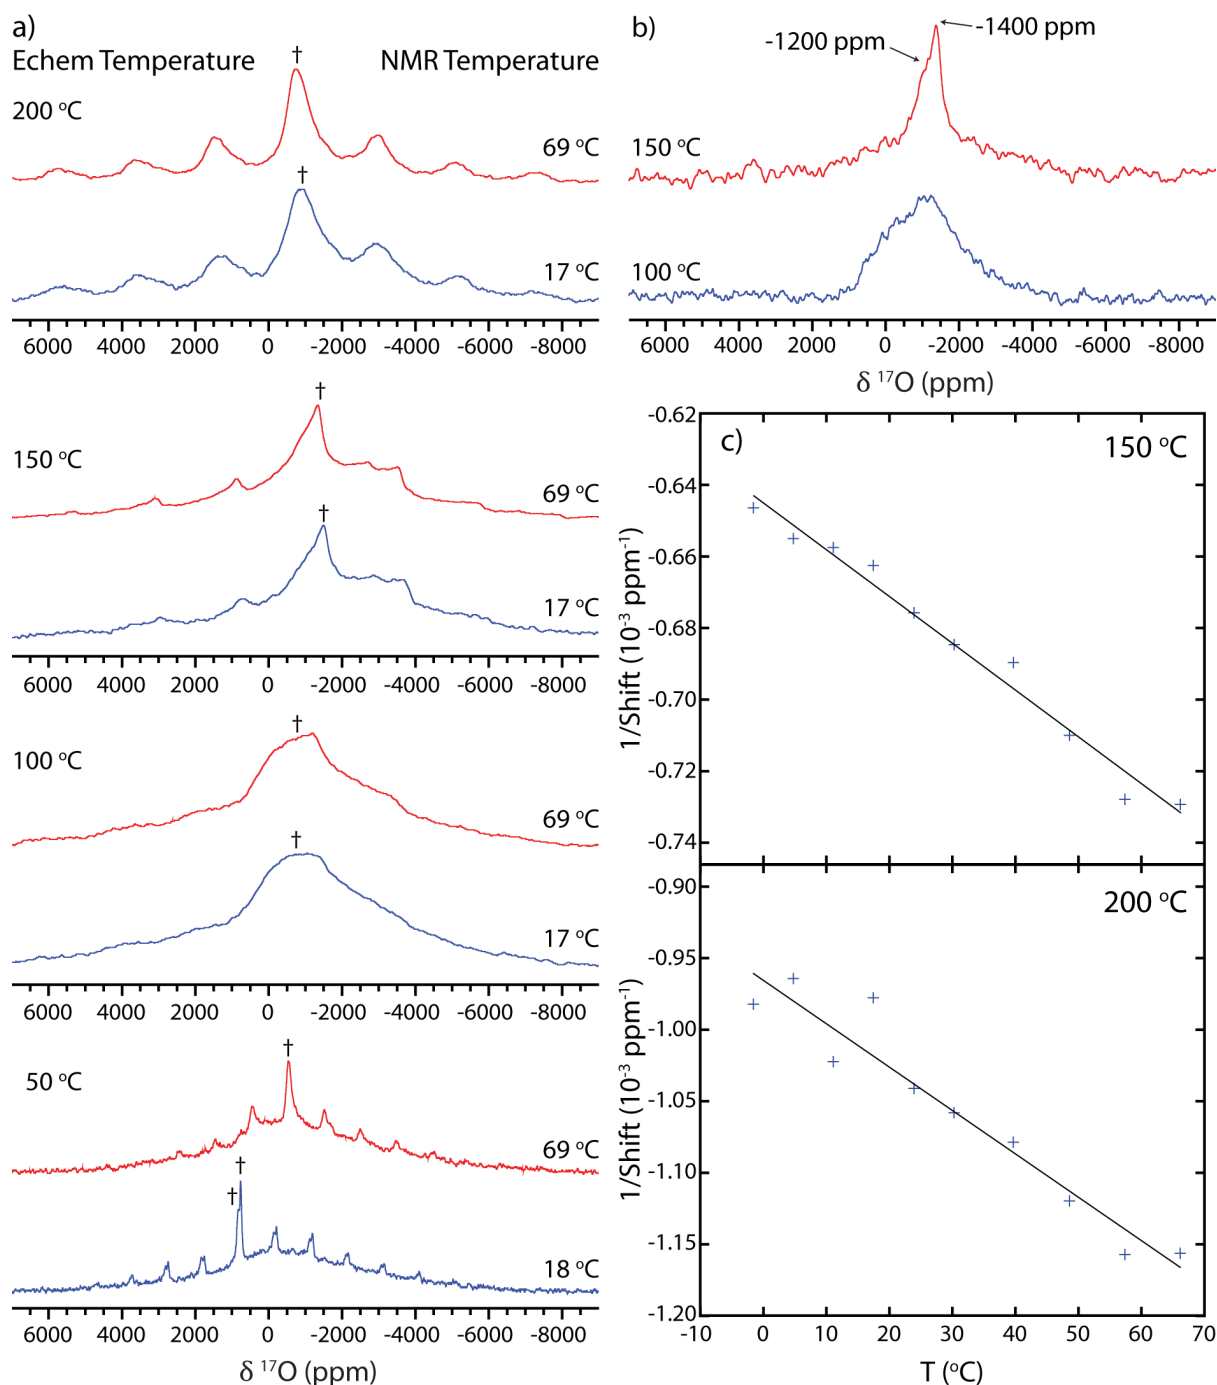 a)
Echem Temperature NMR Temperature
†
200 °C
69 °C
†
17 °C
6000 4000 2000 0 -2000 -4000 -6000 -8000
†
150 °C
69 °C
†
17 °C
6000 4000 2000 0 -2000 -4000 -6000 -8000
†
100 °C
69 °C
†
17 °C
6000 4000 2000 0 -2000 -4000 -6000 -8000
†
50 °C
69 °C
†
†
18 °C
6000 4000 2000 0 -2000 -4000 -6000 -8000
δ ¹⁷O (ppm)
b)
-1400 ppm
-1200 ppm
150 °C
100 °C
6000 4000 2000 0 -2000 -4000 -6000 -8000
δ ¹⁷O (ppm)
c)
150 °C
-0.62
-0.64
-0.66
-0.68
-0.70
-0.72
-0.74
1/Shift (10⁻³ ppm⁻¹)
200 °C
-0.90
-0.95
-1.00
-1.05
-1.10
-1.15
-1.20
1/Shift (10⁻³ ppm⁻¹)
-10 0 10 20 30 40 50 60 70
T (°C)